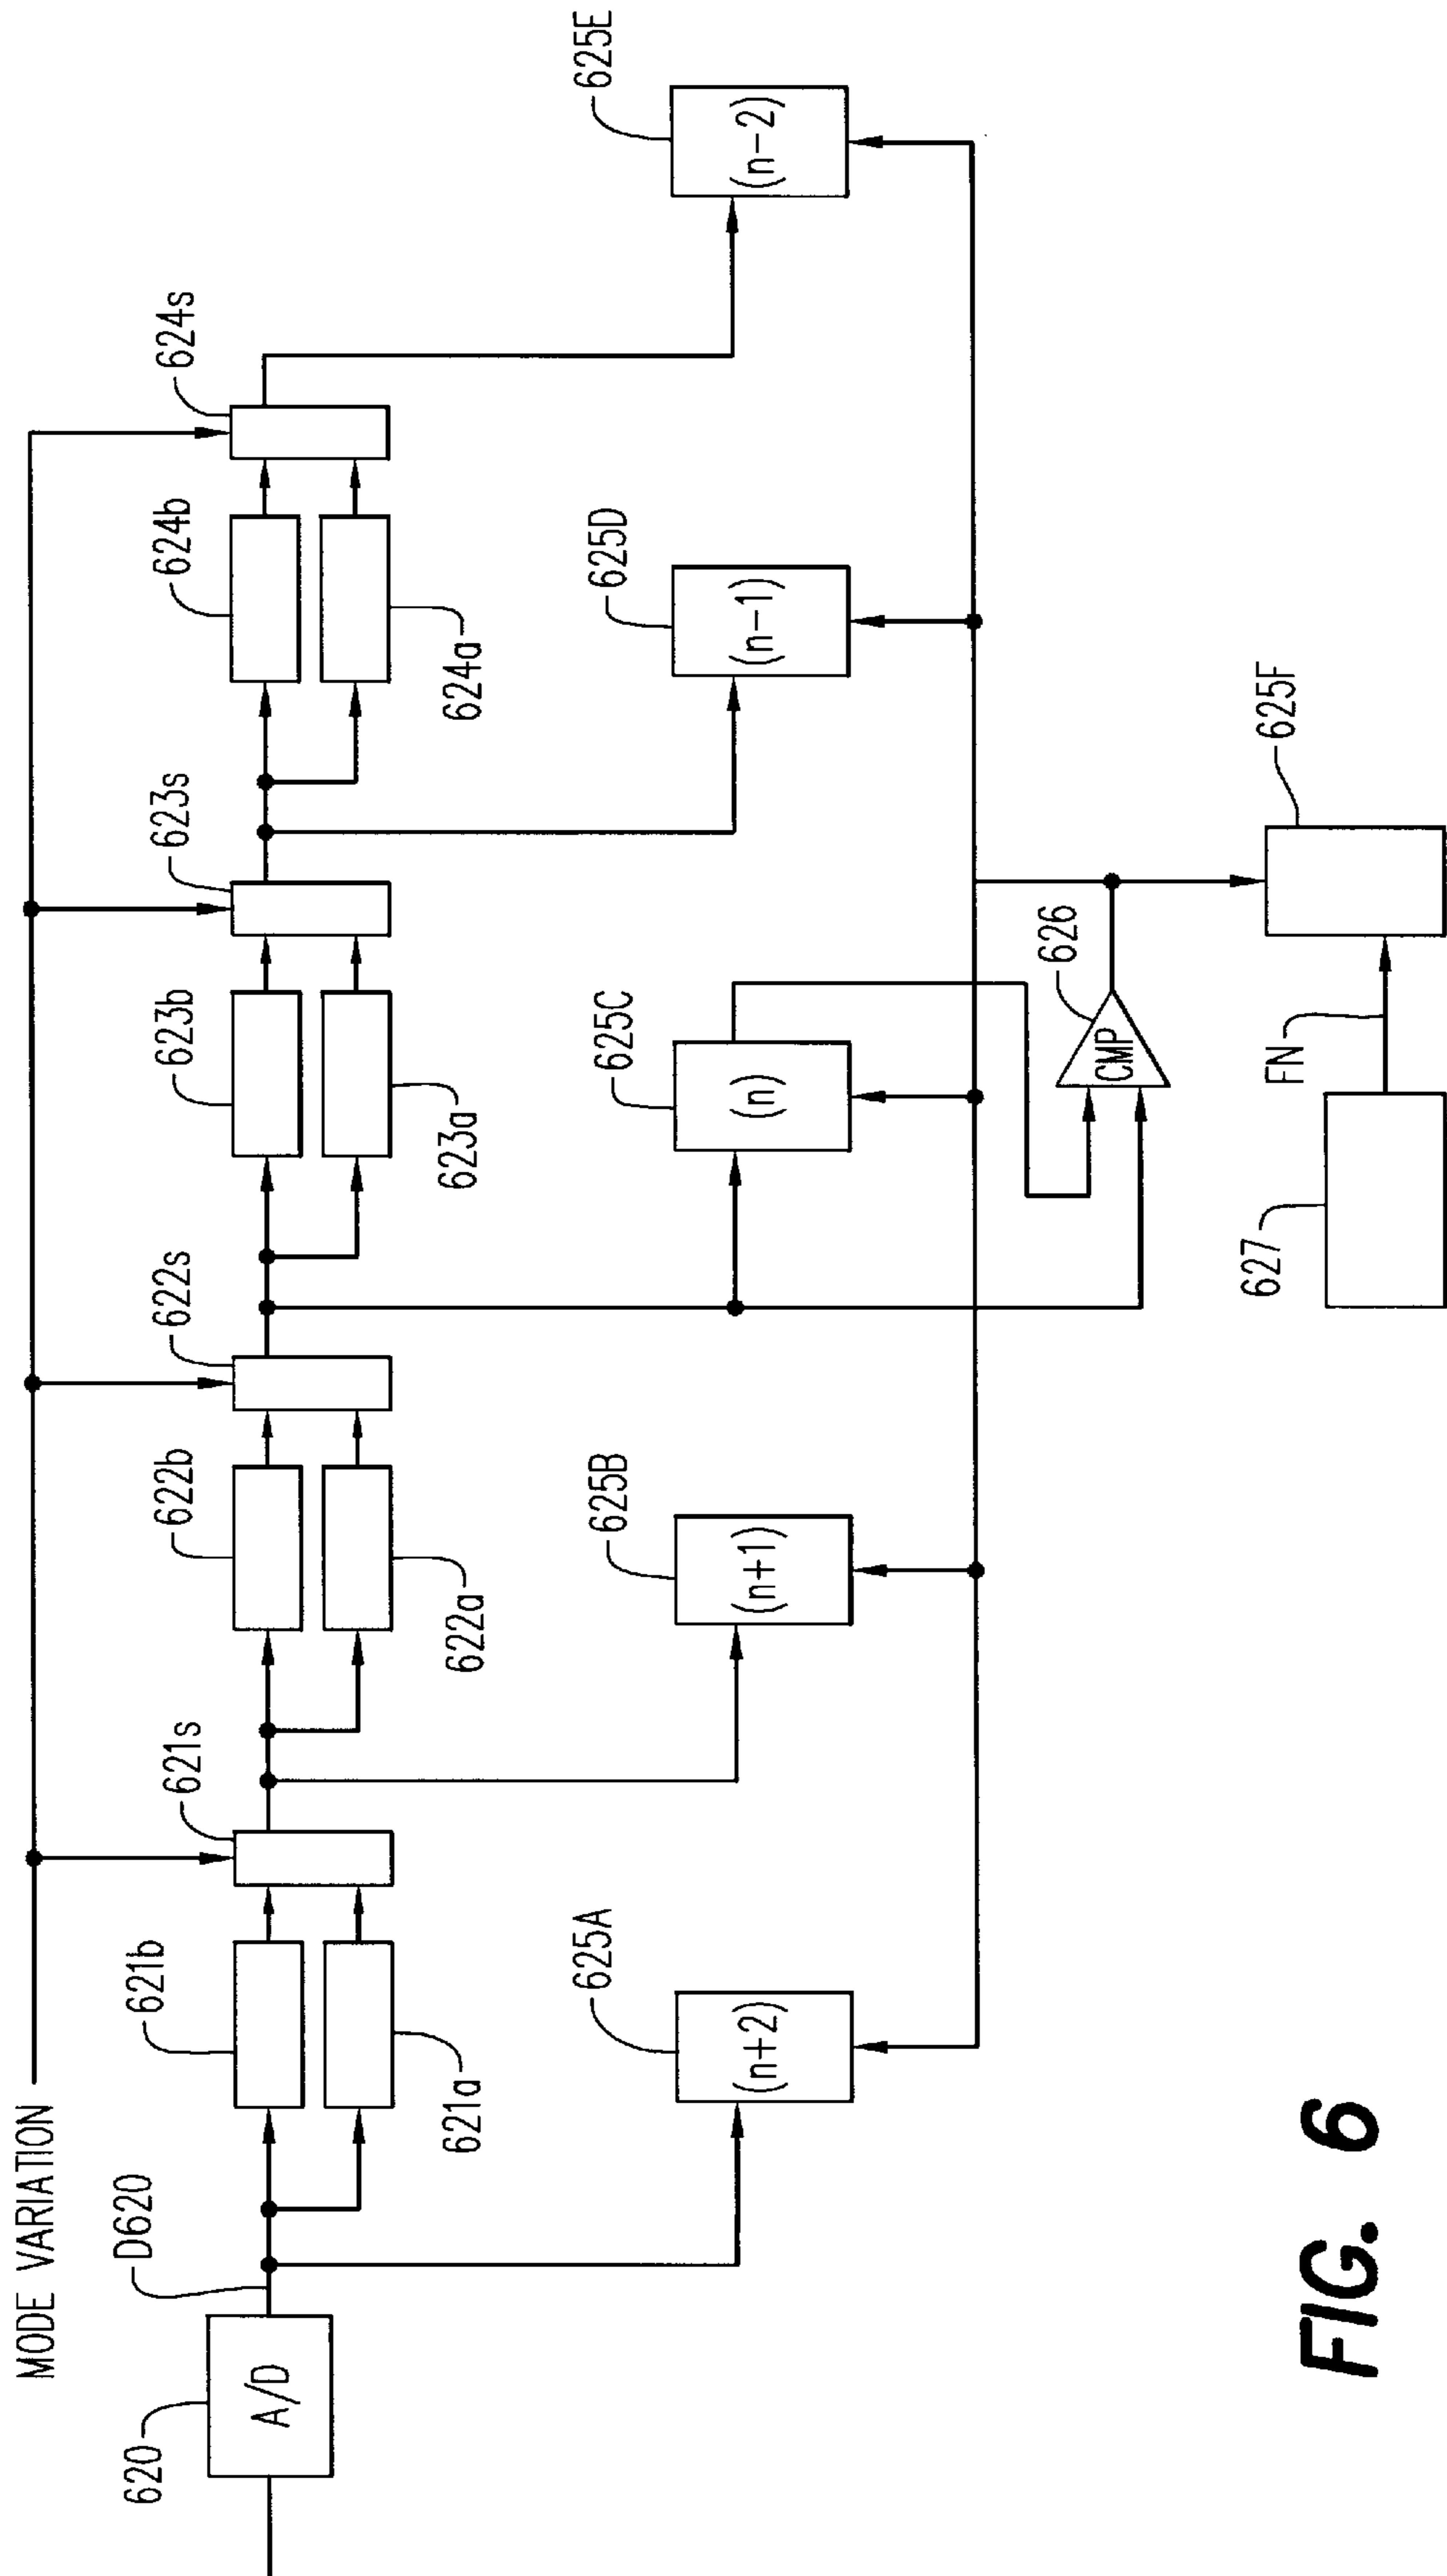 MODE VARIATION
620
A/D
D620
621b
621a
621s
622b
622a
622s
623b
623a
623s
624b
624a
624s
625A
(n+2)
625B
(n+1)
625C
(n)
625D
(n-1)
625E
(n-2)
CMP
626
627
FN
625F
FIG. 6